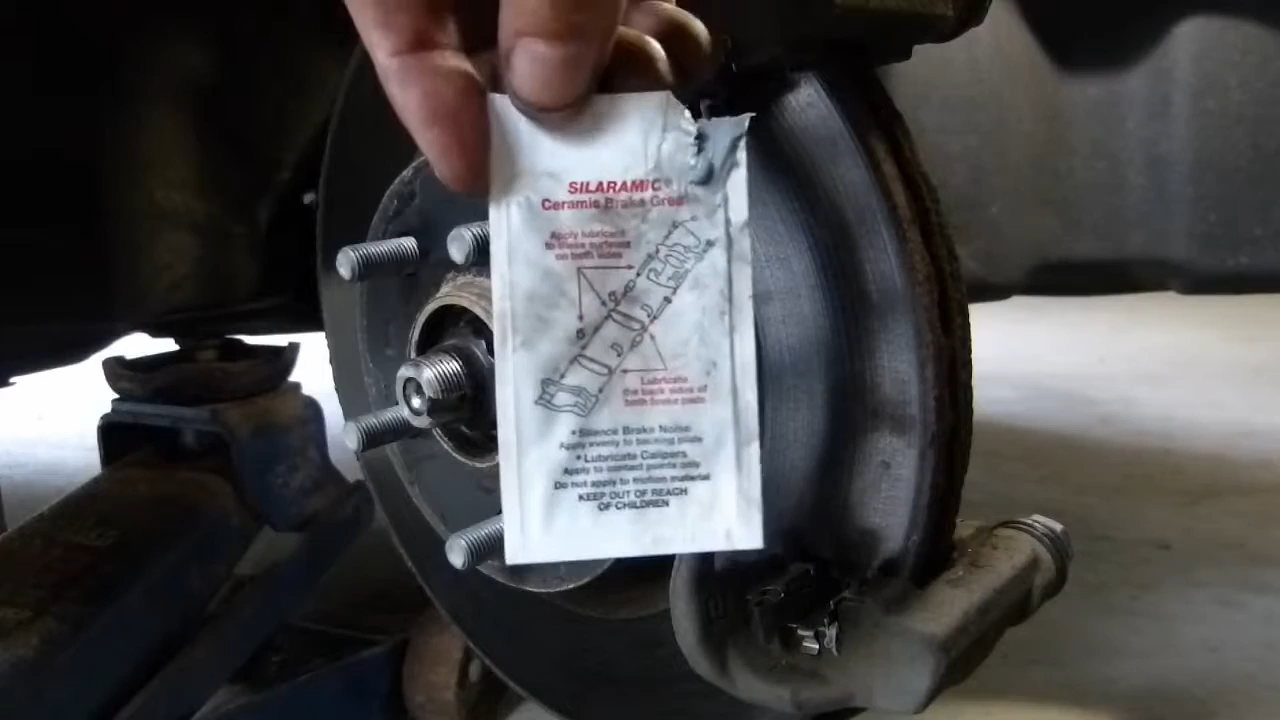 SILARAMIC
Ceramic Brake Grea
Apply lubricant
to these surfaces
on both sides
Lubricate
the back sides of
both brake pads
*Silence Brake Noise
Apply evenly to backing plate
*Lubricate Calipers
Apply to contact points only
Do not apply to friction material
KEEP OUT OF REACH
OF CHILDREN